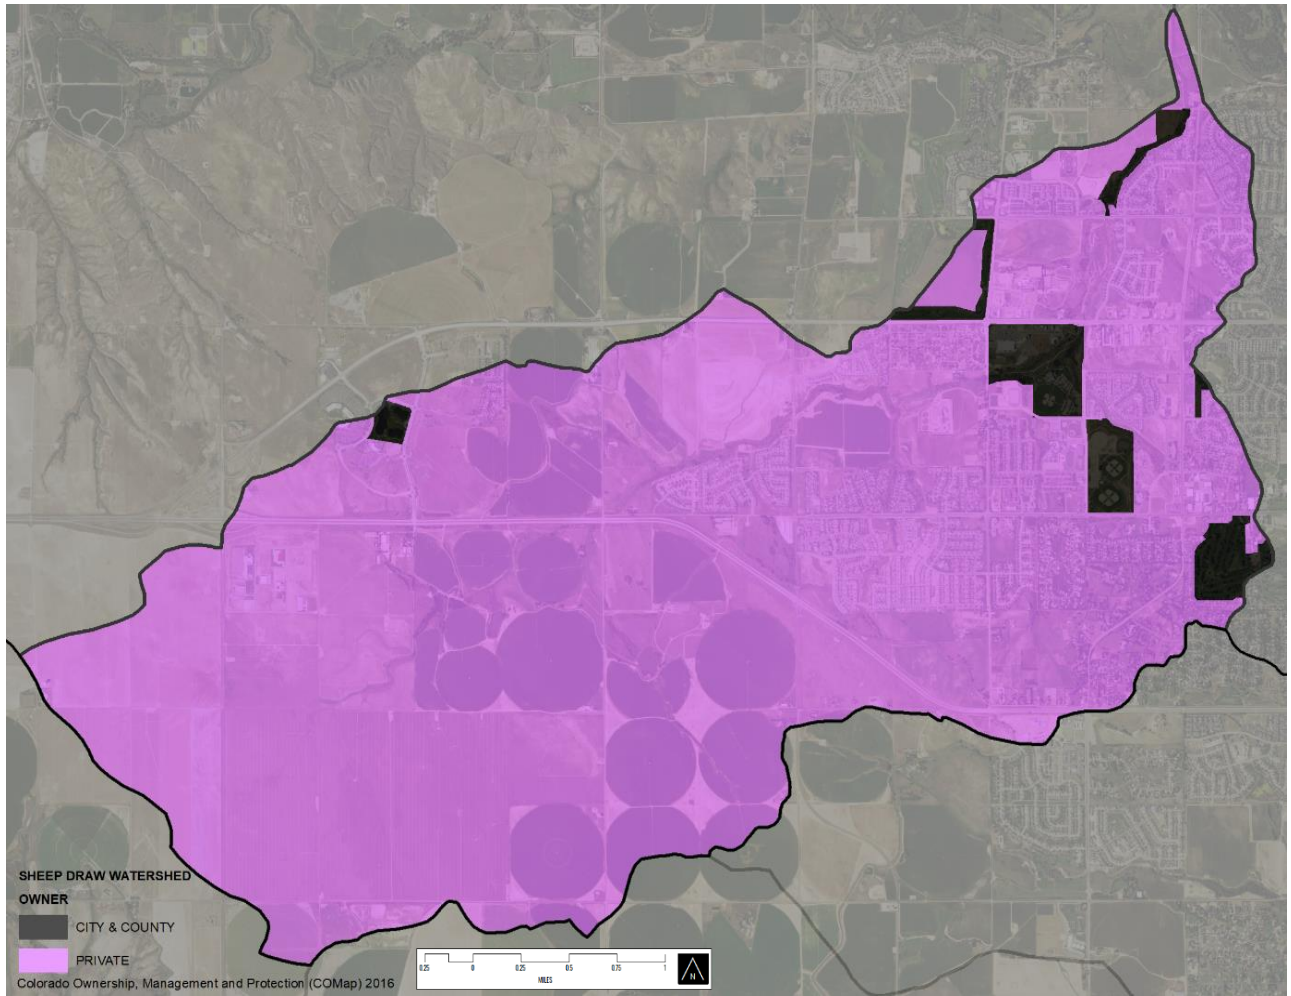 SHEEP DRAW WATERSHED
OWNER
CITY & COUNTY
PRIVATE
Colorado Ownership, Management and Protection (COMap) 2016
0.25 0 0.25 0.5 0.75 1
MILES
N